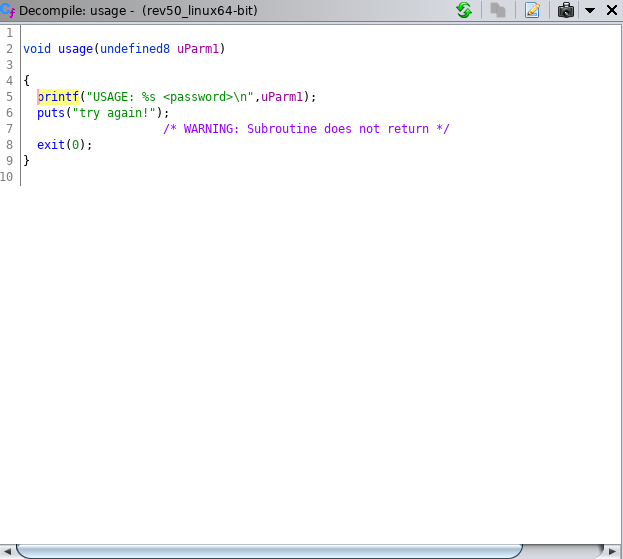 Cf Decompile: usage - (rev50_linux64-bit)
1
2 void usage(undefined8 uParm1)
3
4 {
5 printf("USAGE: %s <password>\n",uParm1);
6 puts("try again!");
7 /* WARNING: Subroutine does not return */
8 exit(0);
9 }
10